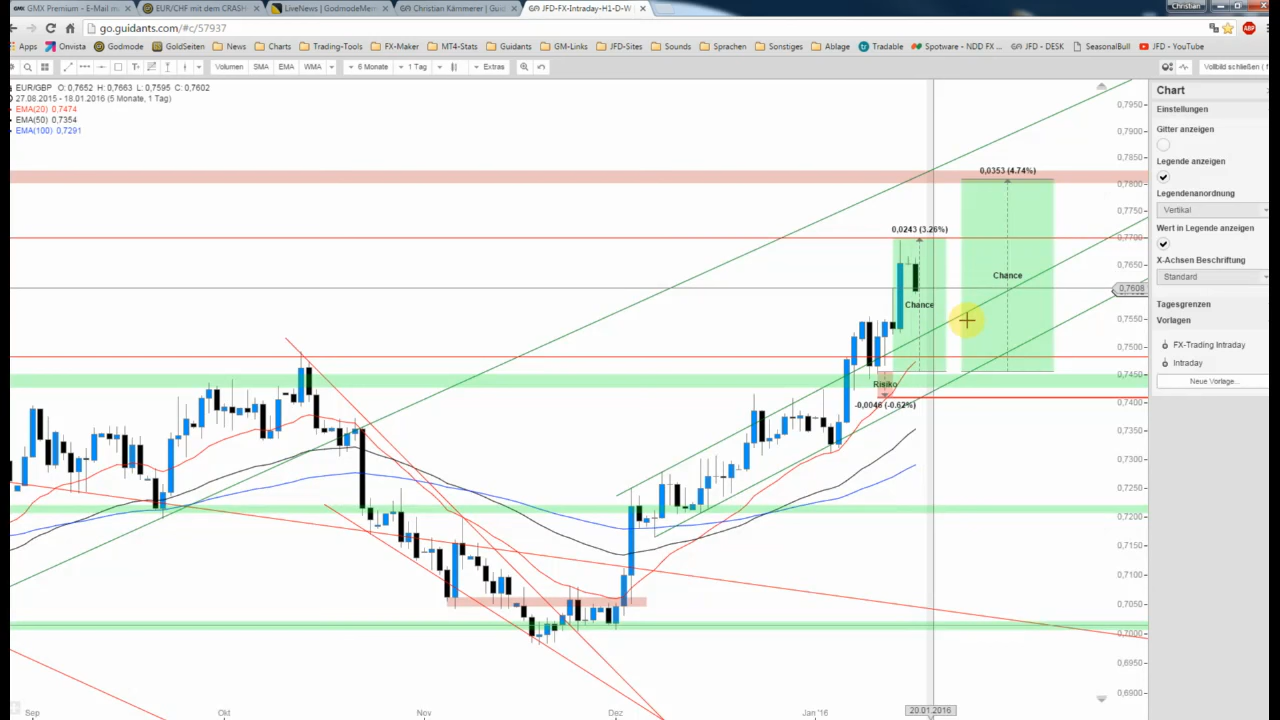 GMX Premium - E-Mail mi
EUR/CHF mit dem CRASH-
LiveNews | GodmodeMem
Christian Kämmerer | Guid
JFD-FX-Intraday-H1-D-W
Christian
go.guidants.com/#c/57937
Apps
Onvista
Godmode
GoldSeiten
News
Charts
Trading-Tools
FX-Maker
MT4-Stats
Guidants
GM-Links
JFD-Sites
Sounds
Sprachen
Sonstiges
Ablage
Tradable
Spotware - NDD FX ...
JFD - DESK
SeasonalBull
JFD - YouTube
Volumen
SMA
EMA
WMA
6 Monate
1 Tag
Extras
Vollbild schließen ( f
EUR/GBP O: 0,7652 H: 0,7663 L: 0,7595 C: 0,7602
27.08.2015 - 18.01.2016 (5 Monate, 1 Tag)
EMA(20) 0,7474
EMA(50) 0,7354
EMA(100) 0,7291
0,0353 (4.74%)
0,0243 (3.26%)
Chance
Chance
Risiko
-0,0046 (-0.62%)
0,7950
0,7900
0,7850
0,7800
0,7750
0,7700
0,7650
0,7608
0,7550
0,7500
0,7450
0,7400
0,7350
0,7300
0,7250
0,7200
0,7150
0,7100
0,7050
0,7000
0,6950
0,6900
Sep
Okt
Nov
Dez
Jan '16
20.01.2016
Chart
Einstellungen
Gitter anzeigen
Legende anzeigen
Legendenanordnung
Vertikal
Wert in Legende anzeigen
X-Achsen Beschriftung
Standard
Tagesgrenzen
Vorlagen
FX-Trading Intraday
Intraday
Neue Vorlage...